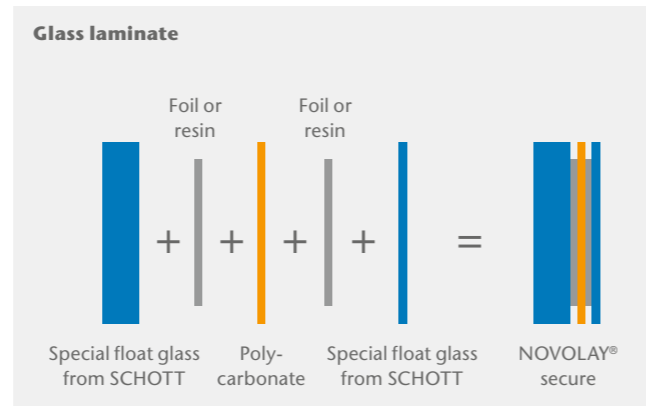 Glass laminate
Foil or
resin
Foil or
resin
+ + + + =
Special float glass
from SCHOTT
Poly-
carbonate
Special float glass
from SCHOTT
NOVOLAY®
secure